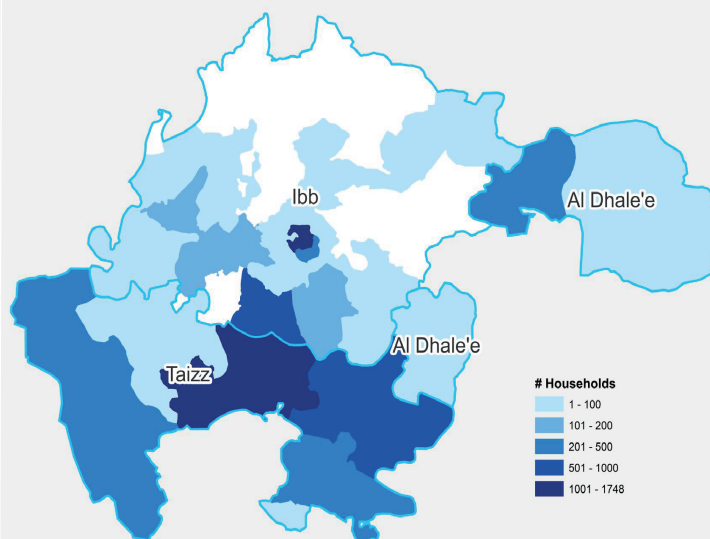 Ibb
Al Dhale'e
Al Dhale'e
Taizz
# Households
1 - 100
101 - 200
201 - 500
501 - 1000
1001 - 1748